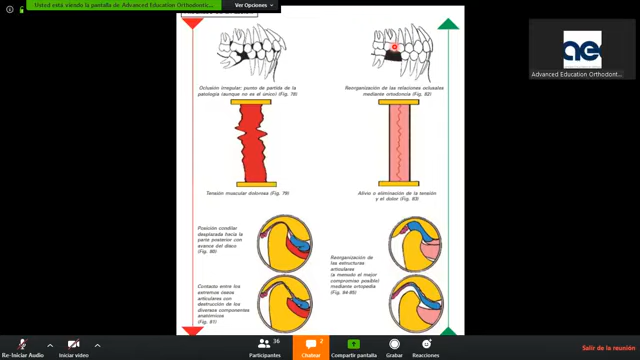 Usted está viendo la pantalla de Advanced Education Orthodontic
Ver Opciones
Oclusión irregular; punto de partida de la
patología (aunque no es el único) (Fig. 78)
Reorganización de las relaciones oclusales
mediante ortodoncia (Fig. 82)
Tensión muscular dolorosa (Fig. 79)
Alivio o eliminación de la tensión
y el dolor (Fig. 83)
Posición condilar
desplazada hacia la
parte posterior con
avance del disco
(Fig. 80)
Contacto entre los
extremos óseos
articulares con
destrucción de los
diversos componentes
anatómicos
(Fig. 81)
Reorganización de
las estructuras
articulares
(a menudo el mejor
compromiso posible)
mediante ortopedia
(Fig. 84-85)
ae
Advanced Education Orthodont
Re-Iniciar Audio
Iniciar video
36
Participantes
2
Chatear
Compartir pantalla
Grabar
Reacciones
Salir de la reunión